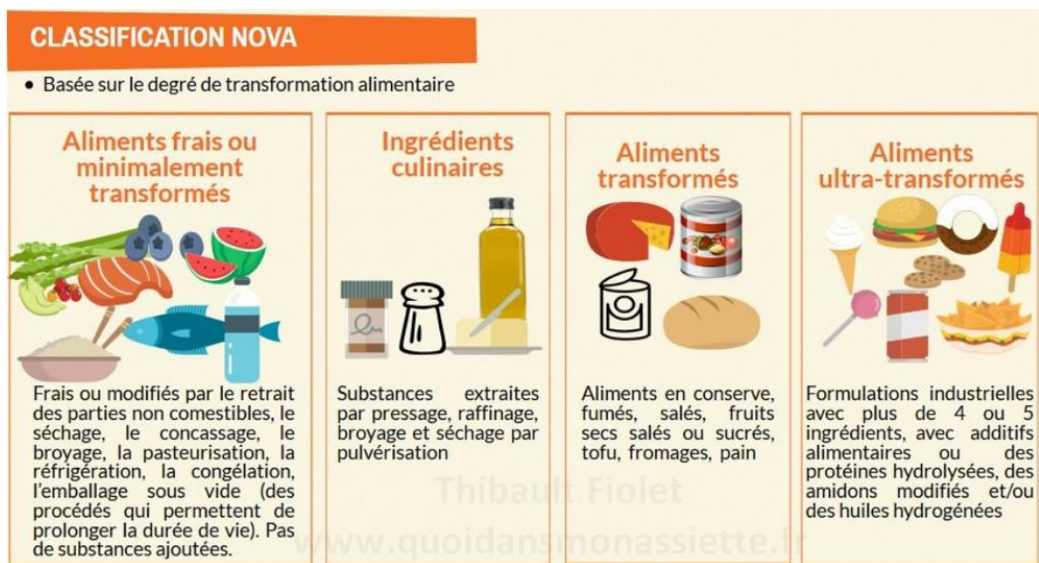 CLASSIFICATION NOVA
• Basée sur le degré de transformation alimentaire
Aliments frais ou
minimalement
transformés
Frais ou modifiés par le retrait
des parties non comestibles, le
séchage, le concassage, le
broyage, la pasteurisation, la
réfrigération, la congélation,
l'emballage sous vide (des
procédés qui permettent de
prolonger la durée de vie). Pas
de substances ajoutées.
Ingrédients
culinaires
Substances extraites
par pressage, raffinage,
broyage et séchage par
pulvérisation
Aliments
transformés
Aliments en conserve,
fumés, salés, fruits
secs salés ou sucrés,
tofu, fromages, pain
Aliments
ultra-transformés
Formulations industrielles
avec plus de 4 ou 5
ingrédients, avec additifs
alimentaires ou des
protéines hydrolysées, des
amidons modifiés et/ou
des huiles hydrogénées
Thibault Fiolet
www.quoidansmonassiette.fr